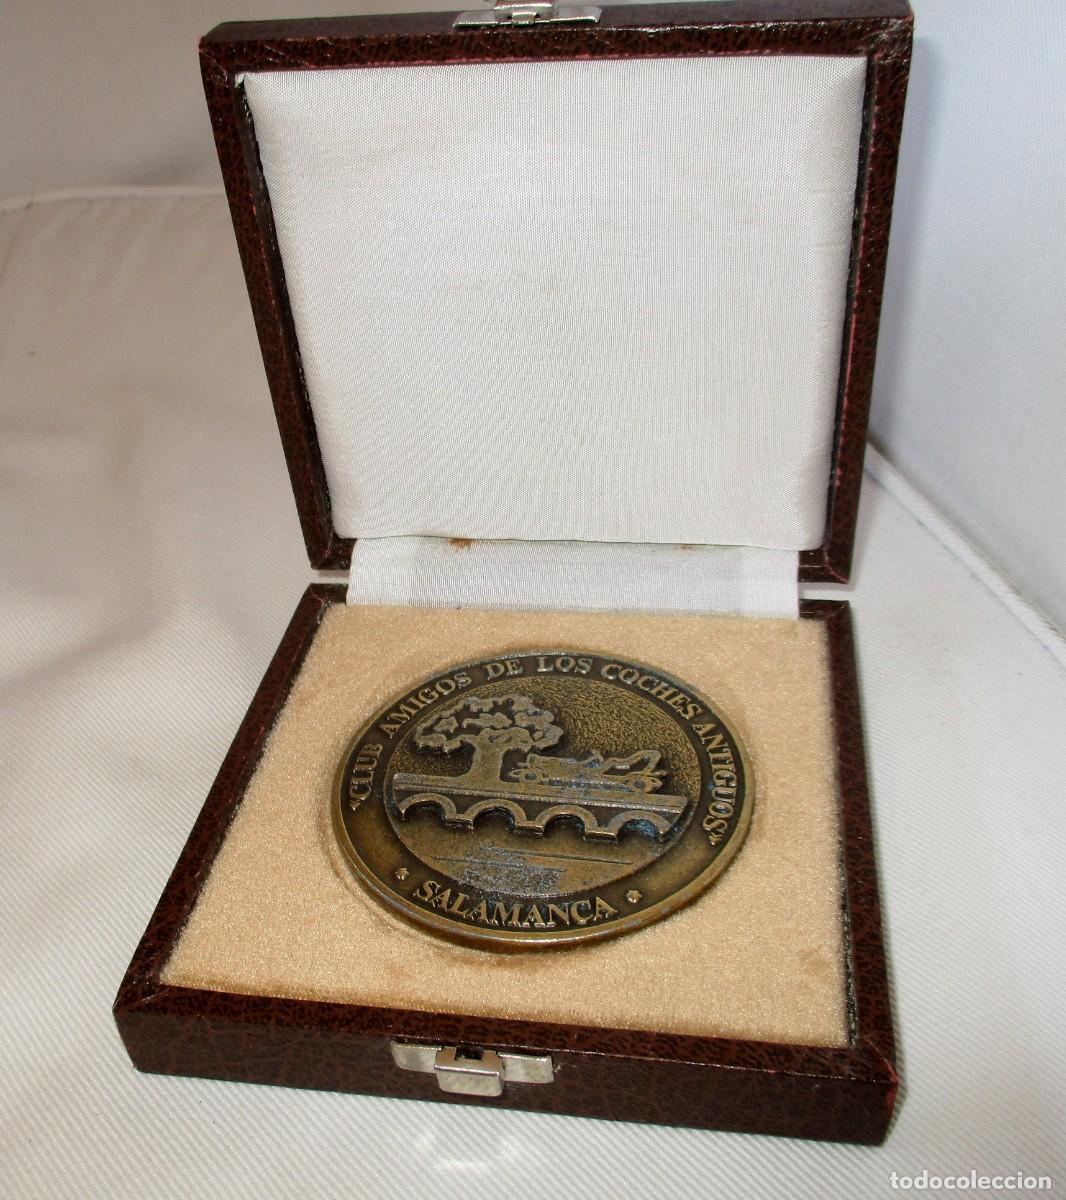 "CLUB AMIGOS DE LOS COCHES ANTIGUOS"
* SALAMANCA *
todocoleccion